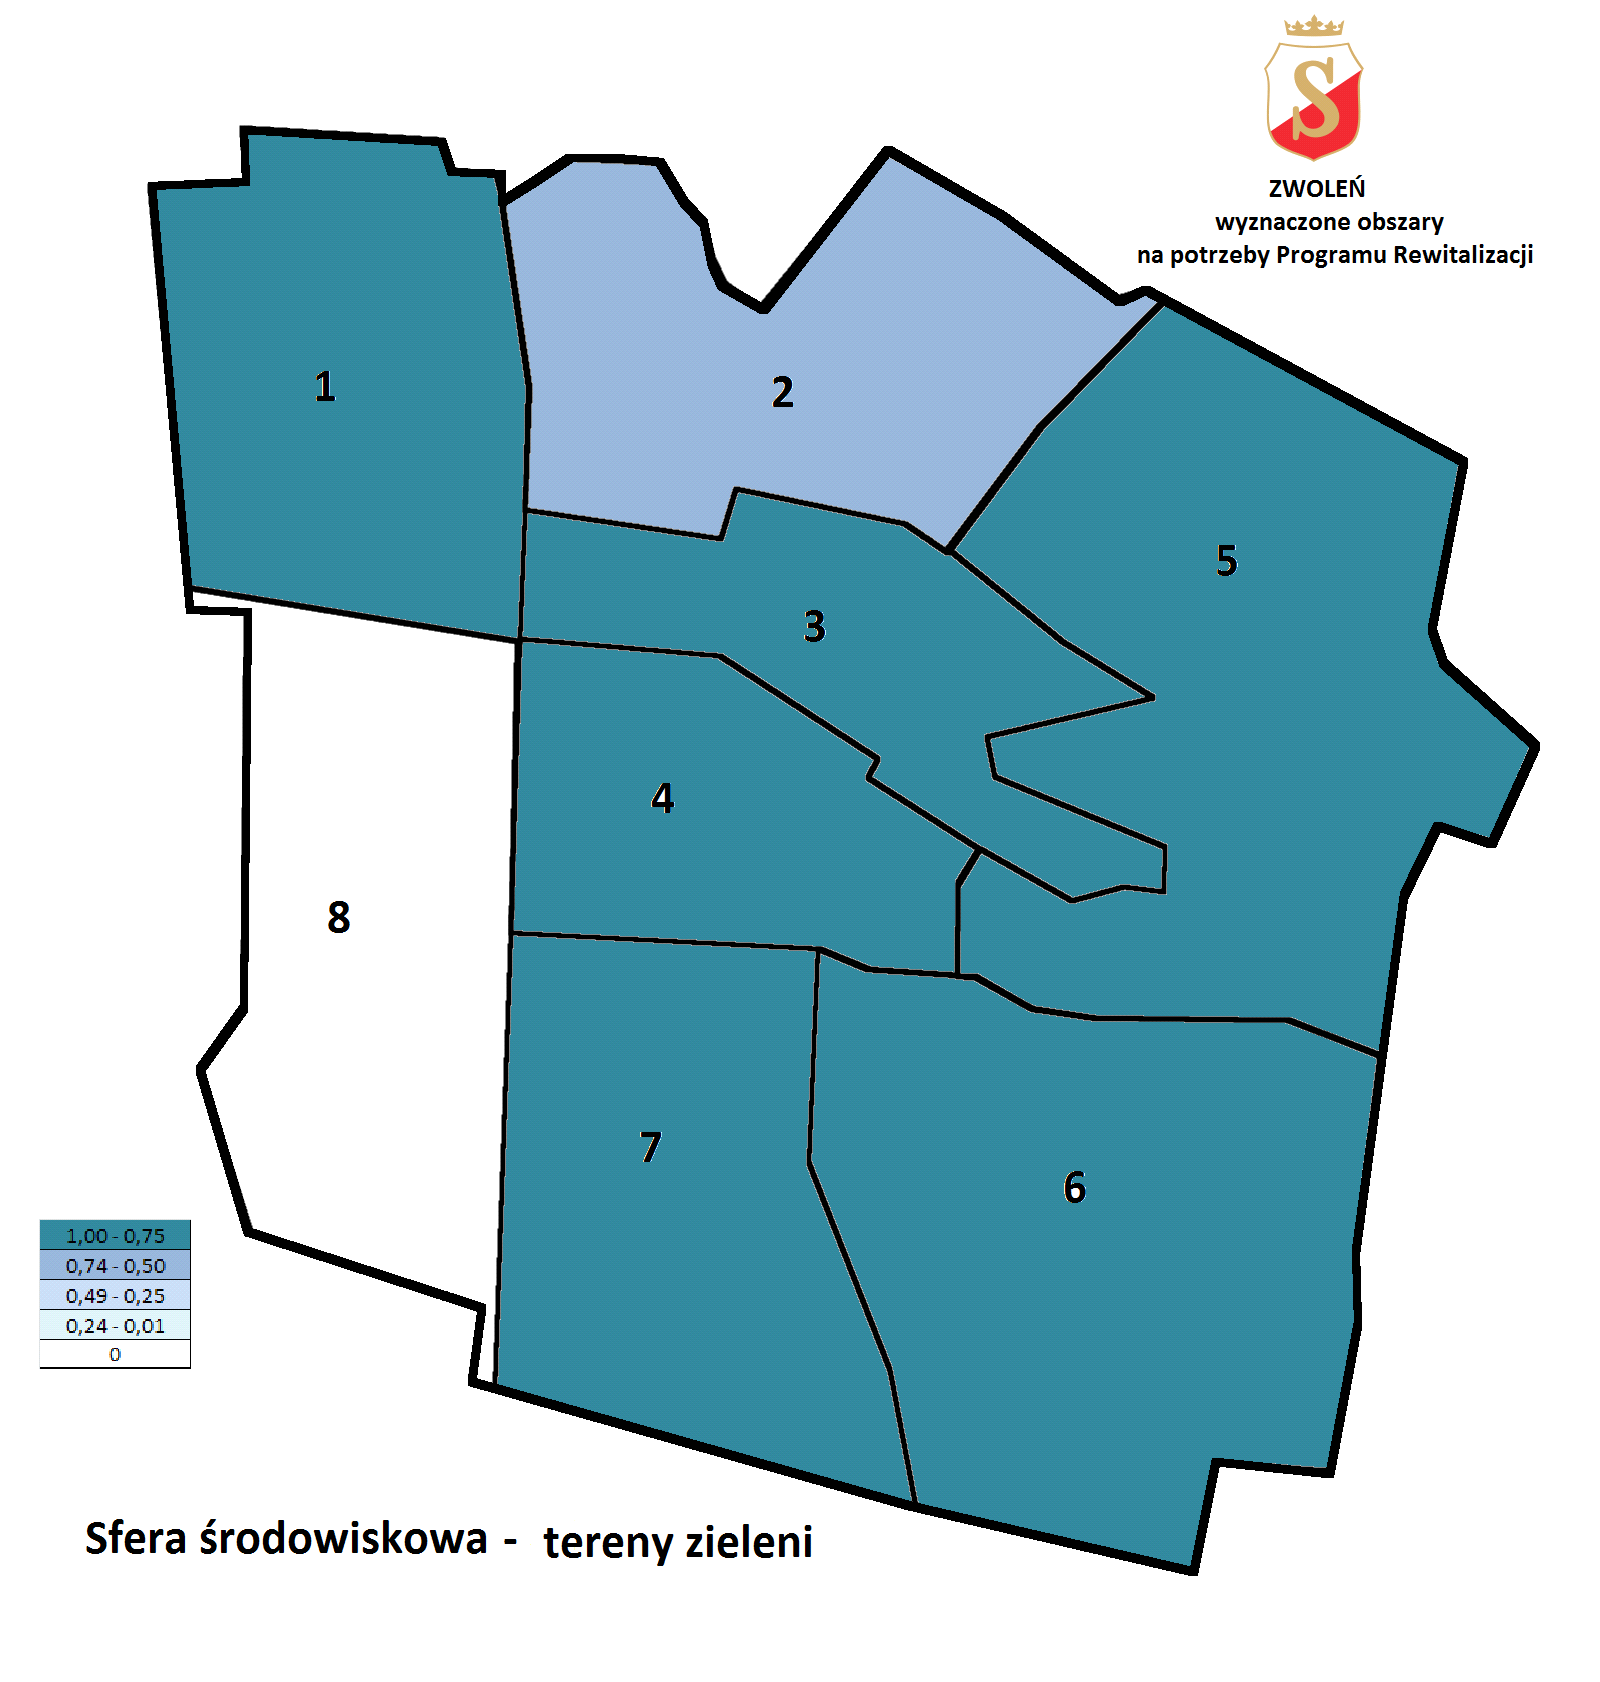 S
ZWOLEŃ
wyznaczone obszary
na potrzeby Programu Rewitalizacji
1
2
5
3
4
8
7
6
1,00 - 0,75
0,74 - 0,50
0,49 - 0,25
0,24 - 0,01
0
Sfera środowiskowa - tereny zieleni